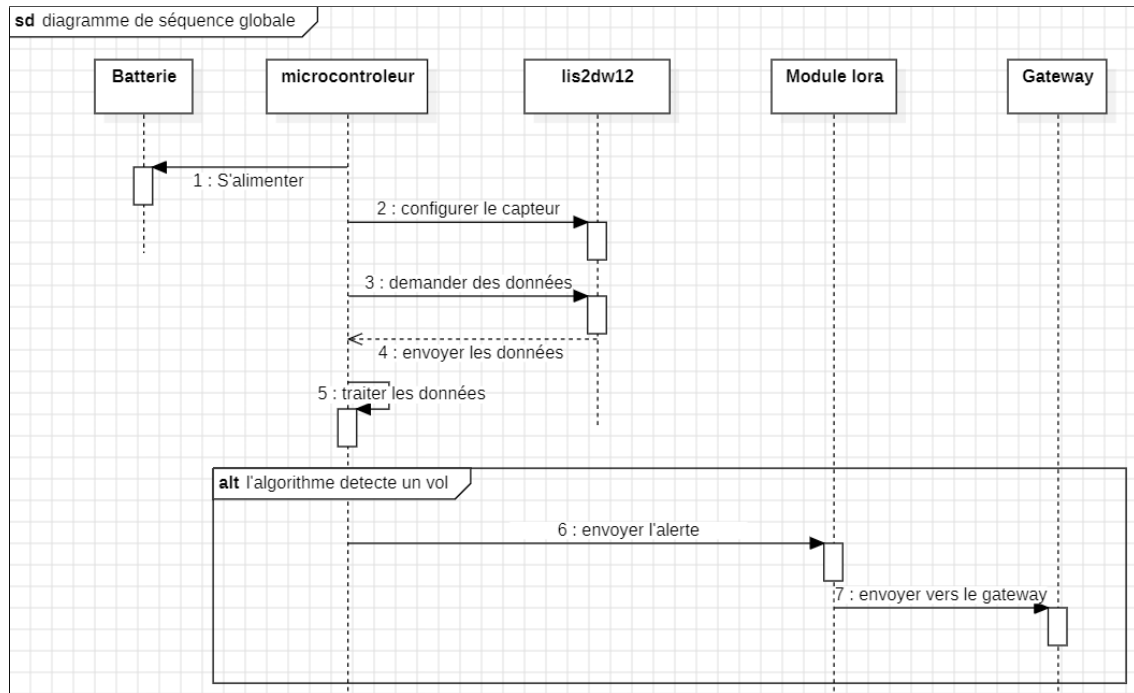 sd diagramme de séquence globale
Batterie
microcontroleur
lis2dw12
Module lora
Gateway
1 : S'alimenter
2 : configurer le capteur
3 : demander des données
4 : envoyer les données
5 : traiter les données
alt l'algorithme detecte un vol
6 : envoyer l'alerte
7 : envoyer vers le gateway